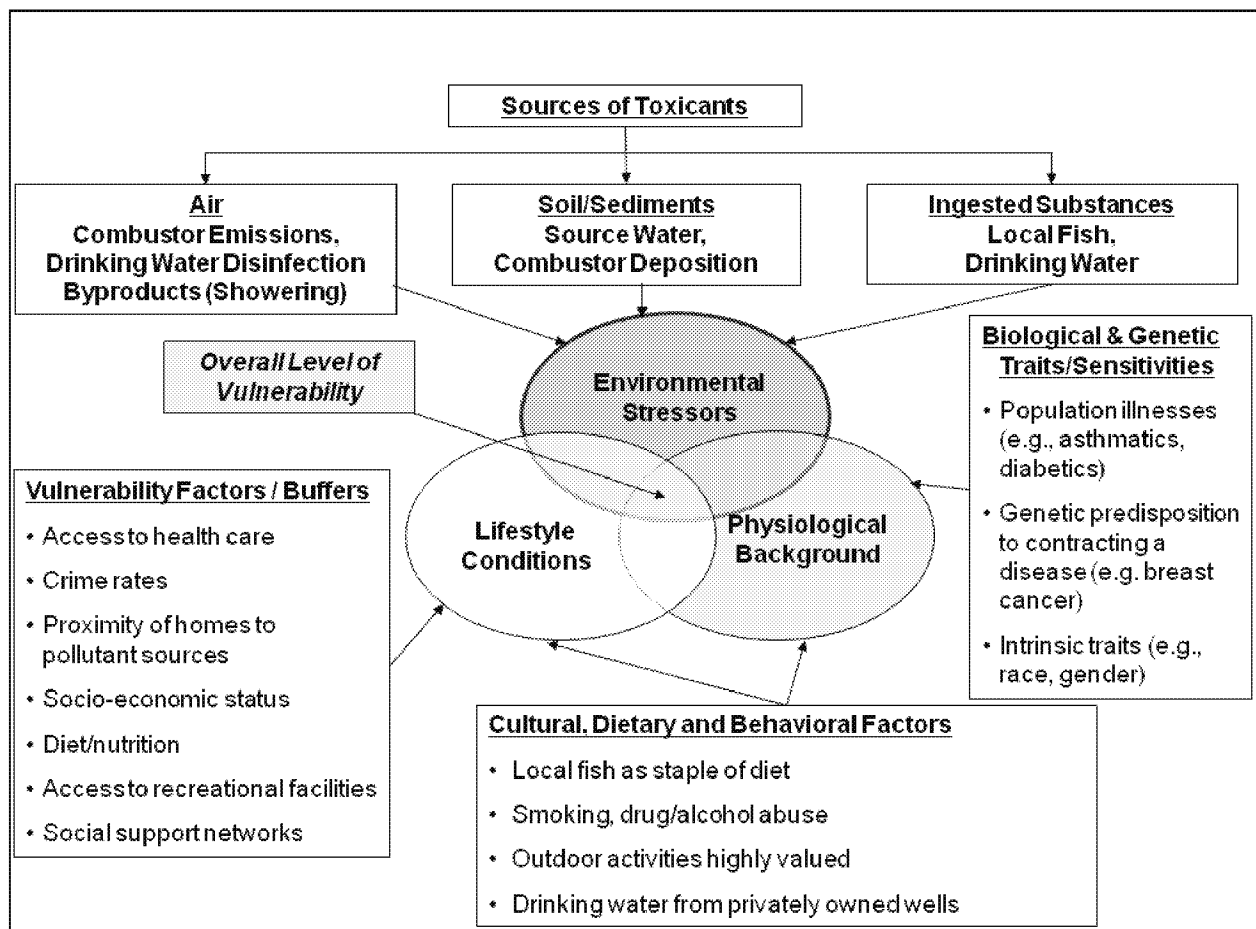 Sources of Toxicants
Air
Combustor Emissions,
Drinking Water Disinfection
Byproducts (Showering)
Soil/Sediments
Source Water,
Combustor Deposition
Ingested Substances
Local Fish,
Drinking Water
Overall Level of
Vulnerability
Environmental
Stressors
Biological & Genetic
Traits/Sensitivities
• Population illnesses
(e.g., asthmatics,
diabetics)
• Genetic predisposition
to contracting a
disease (e.g. breast
cancer)
• Intrinsic traits (e.g.,
race, gender)
Vulnerability Factors / Buffers
• Access to health care
• Crime rates
• Proximity of homes to
pollutant sources
• Socio-economic status
• Diet/nutrition
• Access to recreational facilities
• Social support networks
Lifestyle
Conditions
Physiological
Background
Cultural, Dietary and Behavioral Factors
• Local fish as staple of diet
• Smoking, drug/alcohol abuse
• Outdoor activities highly valued
• Drinking water from privately owned wells